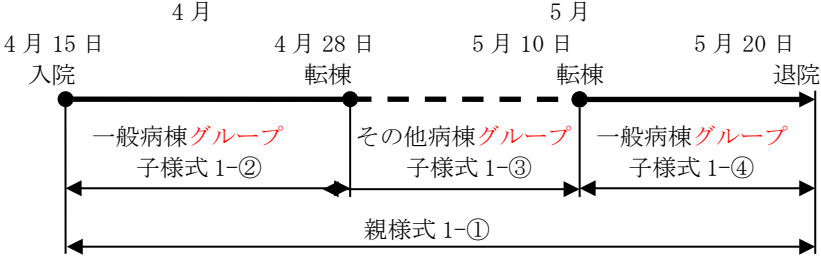 4 月 5 月
4 月 15 日 4 月 28 日 5 月 10 日 5 月 20 日
入院 転棟 転棟 退院
一般病棟グループ その他病棟グループ 一般病棟グループ
子様式 1-② 子様式 1-③ 子様式 1-④
親様式 1-①